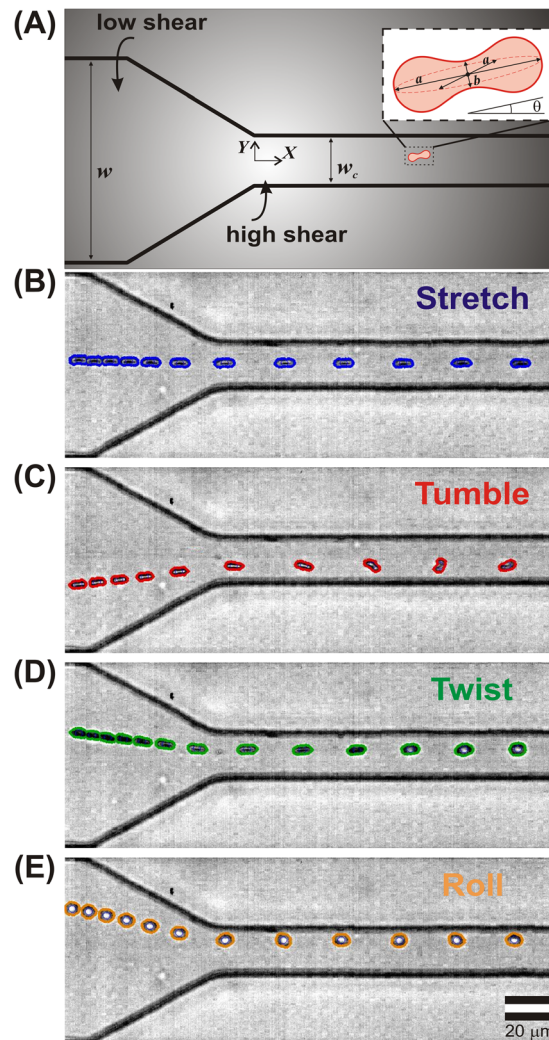 (A)
low shear
a
a
b
θ
Y
X
w
w_c
high shear
(B)
Stretch
(C)
Tumble
(D)
Twist
(E)
Roll
20 µm